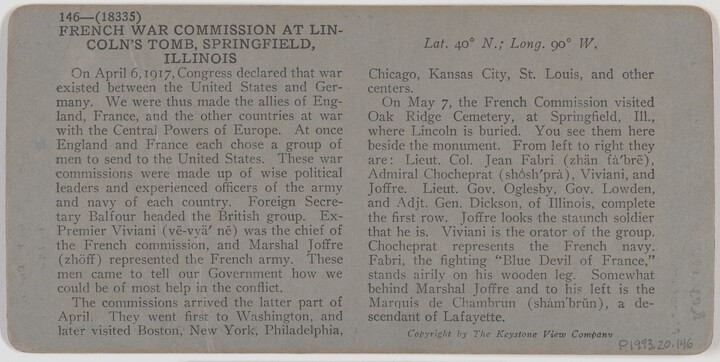 146—(18335)
FRENCH WAR COMMISSION AT LIN-
COLN'S TOMB, SPRINGFIELD,
ILLINOIS
On April 6, 1917, Congress declared that war
existed between the United States and Ger-
many. We were thus made the allies of Eng-
land, France, and the other countries at war
with the Central Powers of Europe. At once
England and France each chose a group of
men to send to the United States. These war
commissions were made up of wise political
leaders and experienced officers of the army
and navy of each country. Foreign Secre-
tary Balfour headed the British group. Ex-
Premier Viviani (vē-vyä' nē) was the chief of
the French commission, and Marshal Joffre
(zhöff) represented the French army. These
men came to tell our Government how we
could be of most help in the conflict.
The commissions arrived the latter part of
April. They went first to Washington, and
later visited Boston, New York, Philadelphia,
Lat. 40° N.; Long. 90° W.
Chicago, Kansas City, St. Louis, and other
centers.
On May 7, the French Commission visited
Oak Ridge Cemetery, at Springfield, Ill.,
where Lincoln is buried. You see them here
beside the monument. From left to right they
are: Lieut. Col. Jean Fabri (zhän fà'brē),
Admiral Chocheprat (shôsh'prà), Viviani, and
Joffre. Lieut. Gov. Oglesby, Gov. Lowden,
and Adjt. Gen. Dickson, of Illinois, complete
the first row. Joffre looks the staunch soldier
that he is. Viviani is the orator of the group.
Chocheprat represents the French navy.
Fabri, the fighting "Blue Devil of France,"
stands airily on his wooden leg. Somewhat
behind Marshal Joffre and to his left is the
Marquis de Chambrun (shäm'brün), a de-
scendant of Lafayette.
Copyright by The Keystone View Company
P1993.20.146